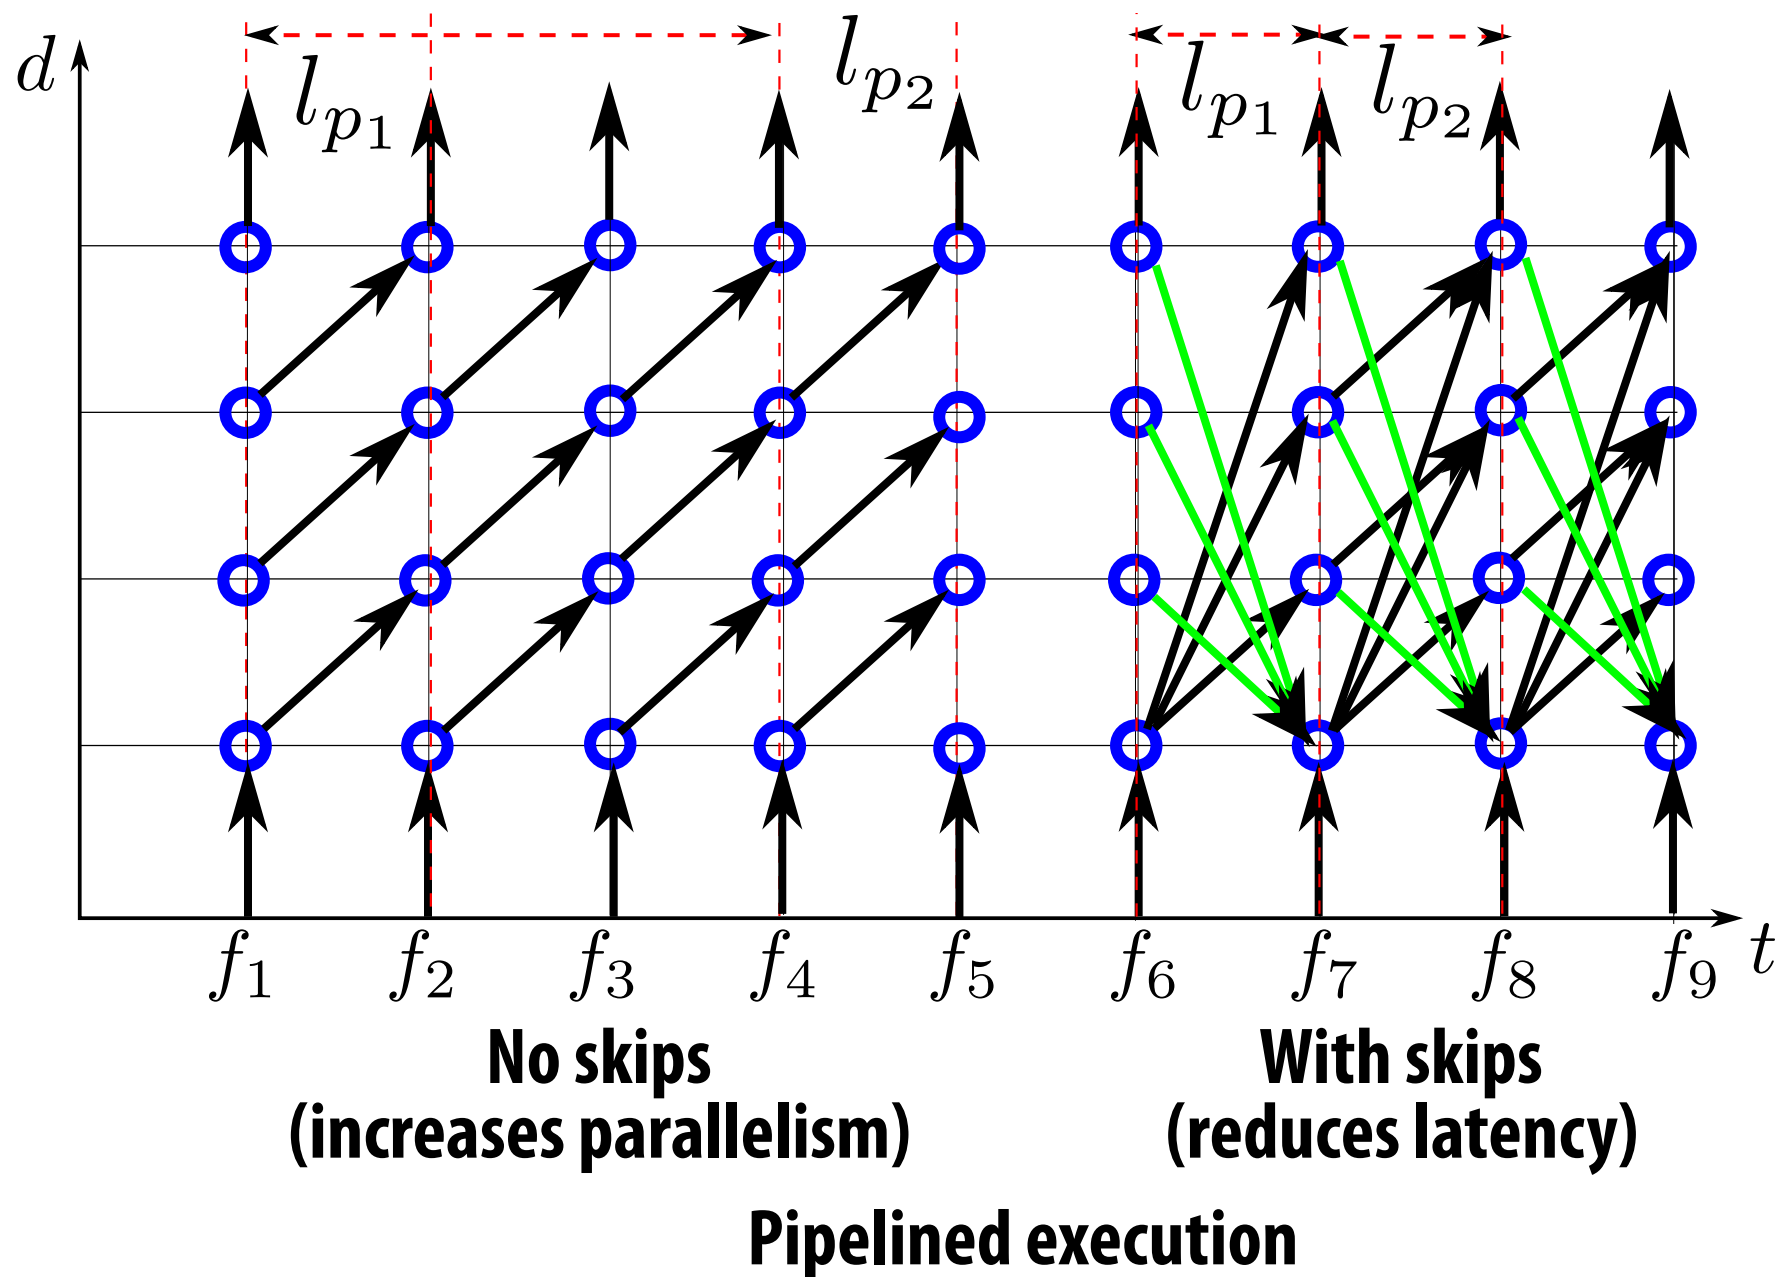 d
l_{p_1}
l_{p_2}
l_{p_1}
l_{p_2}
f_1 f_2 f_3 f_4 f_5 f_6 f_7 f_8 f_9 t
No skips With skips
(increases parallelism) (reduces latency)
Pipelined execution